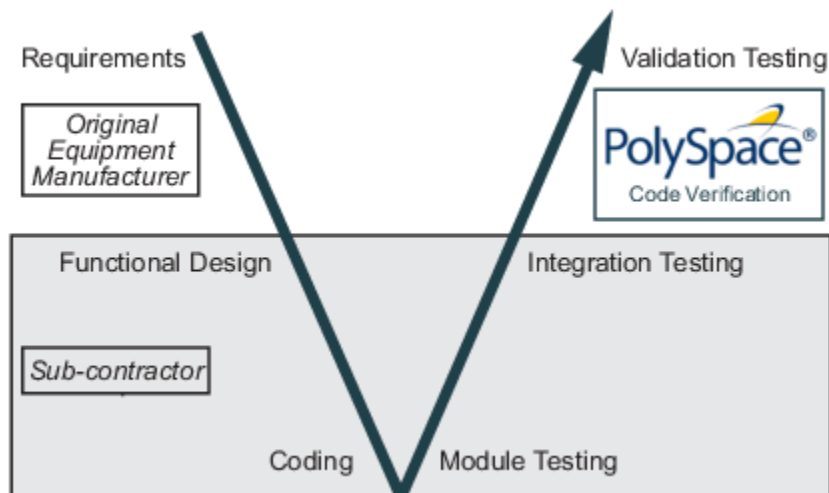 Requirements
Validation Testing
Original
Equipment
Manufacturer
PolySpace®
Code Verification
Functional Design
Integration Testing
Sub-contractor
Coding
Module Testing